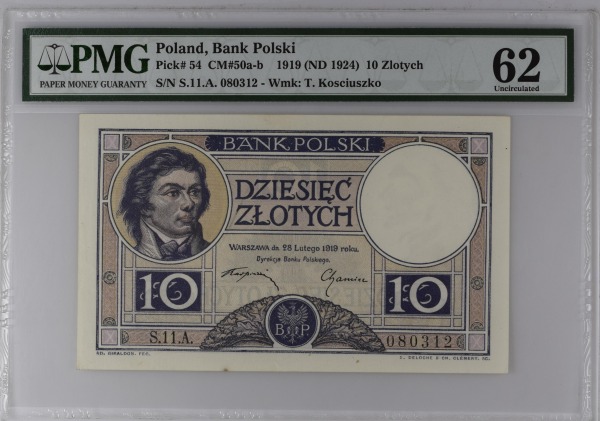 PMG
PAPER MONEY GUARANTY
Poland, Bank Polski
Pick# 54 CM#50a-b 1919 (ND 1924) 10 Zlotych
S/N S.11.A. 080312 - Wmk: T. Kosciuszko
62
Uncirculated
BANK POLSKI
DZIESIĘĆ
ZŁOTYCH
WARSZAWA dn. 28 Lutego 1919 roku.
Dyrekcja Banku Polskiego.
10
10
B P
S.11.A.
080312